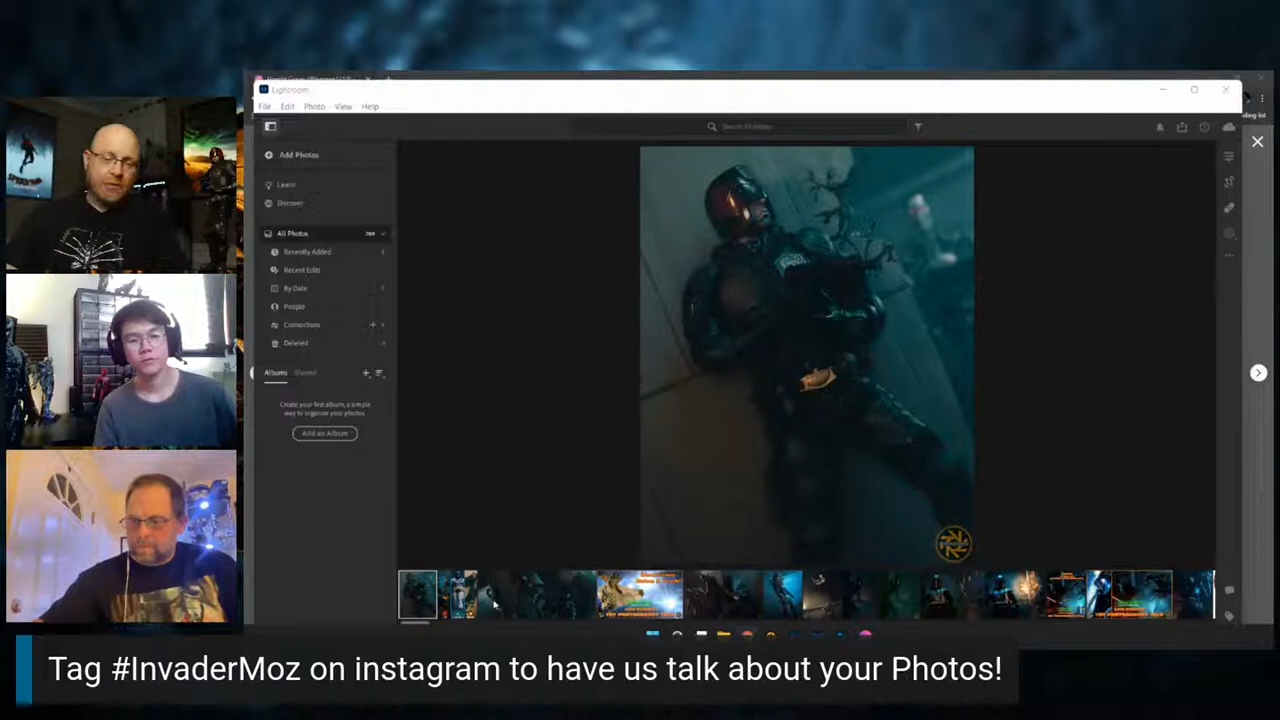 Lightroom
File Edit Photo View Help
Add Photos
Learn
Discover
All Photos
Recently Added
Recent Edits
By Date
People
Connections
Deleted
Albums Shared
Create your first album, a simple
way to organize your photos
Add an Album
Tag #InvaderMoz on instagram to have us talk about your Photos!